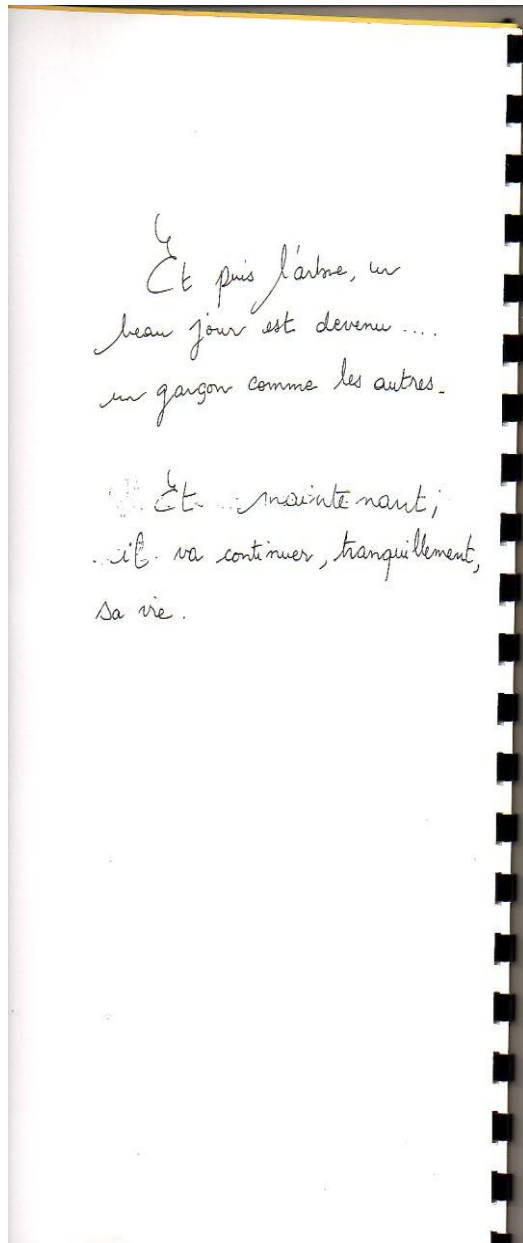 Et puis l'arbre, un
beau jour est devenu ....
un garçon comme les autres.
Et maintenant,
il va continuer, tranquillement,
sa vie.